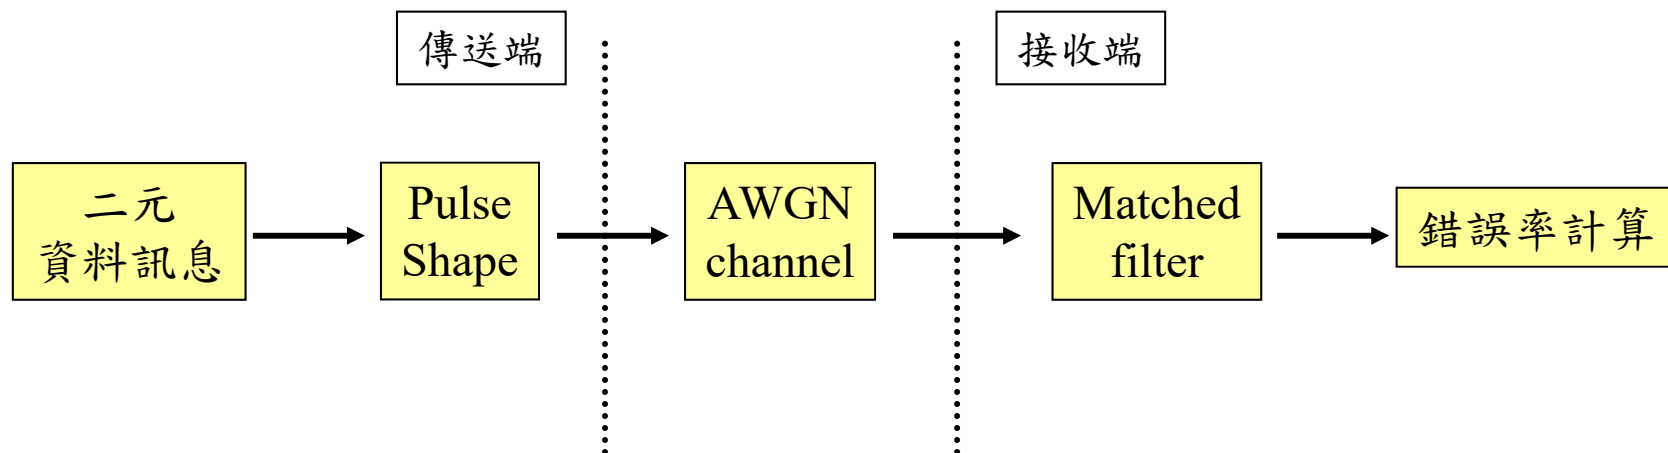 傳送端
接收端
二元
資料訊息
Pulse
Shape
AWGN
channel
Matched
filter
錯誤率計算